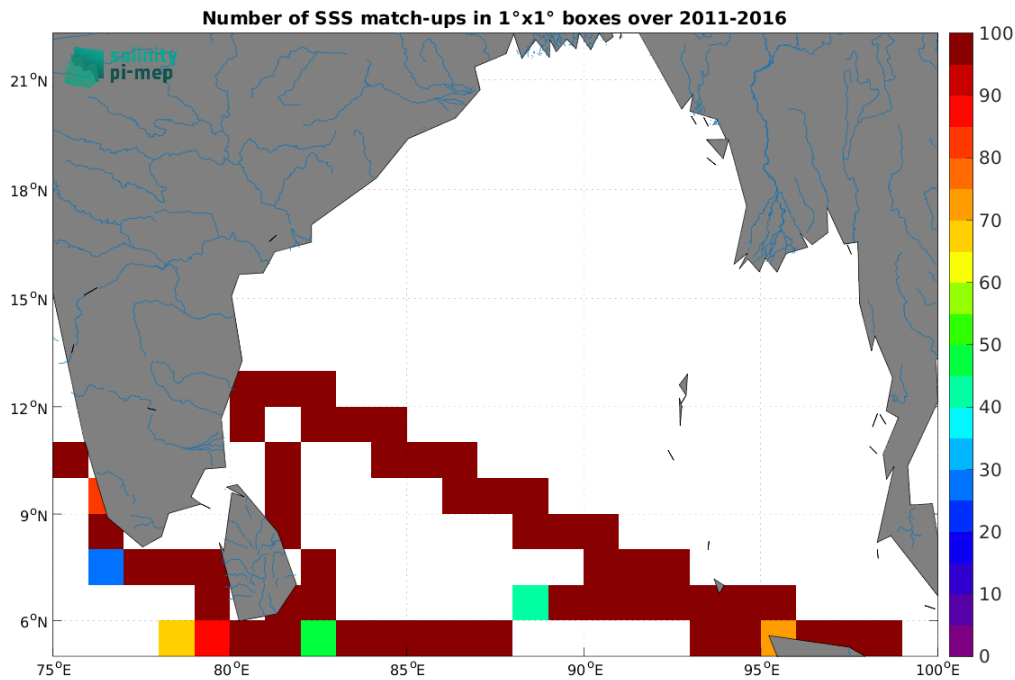 Number of SSS match-ups in 1°x1° boxes over 2011-2016
salinity
pi-mep
21°N
18°N
15°N
12°N
9°N
6°N
75°E 80°E 85°E 90°E 95°E 100°E
100
90
80
70
60
50
40
30
20
10
0